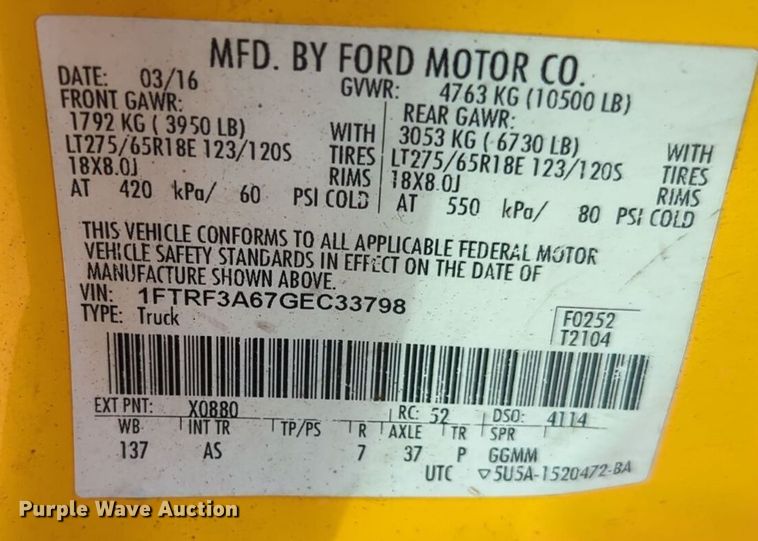 MFD. BY FORD MOTOR CO.
DATE: 03/16 GVWR: 4763 KG (10500 LB)
FRONT GAWR: REAR GAWR:
1792 KG ( 3950 LB) WITH 3053 KG ( 6730 LB) WITH
LT275/65R18E 123/120S TIRES LT275/65R18E 123/120S TIRES
18X8.0J RIMS 18X8.0J RIMS
AT 420 kPa/ 60 PSI COLD AT 550 kPa/ 80 PSI COLD
THIS VEHICLE CONFORMS TO ALL APPLICABLE FEDERAL MOTOR
VEHICLE SAFETY STANDARDS IN EFFECT ON THE DATE OF
MANUFACTURE SHOWN ABOVE.
VIN: 1FTRF3A67GEC33798
TYPE: Truck
F0252
T2104
EXT PNT: X0880 RC: 52 DSO: 4114
WB INT TR TP/PS R AXLE TR SPR
137 AS 7 37 P GGMM
UTC ▽5U5A-1520472-BA
Purple Wave Auction